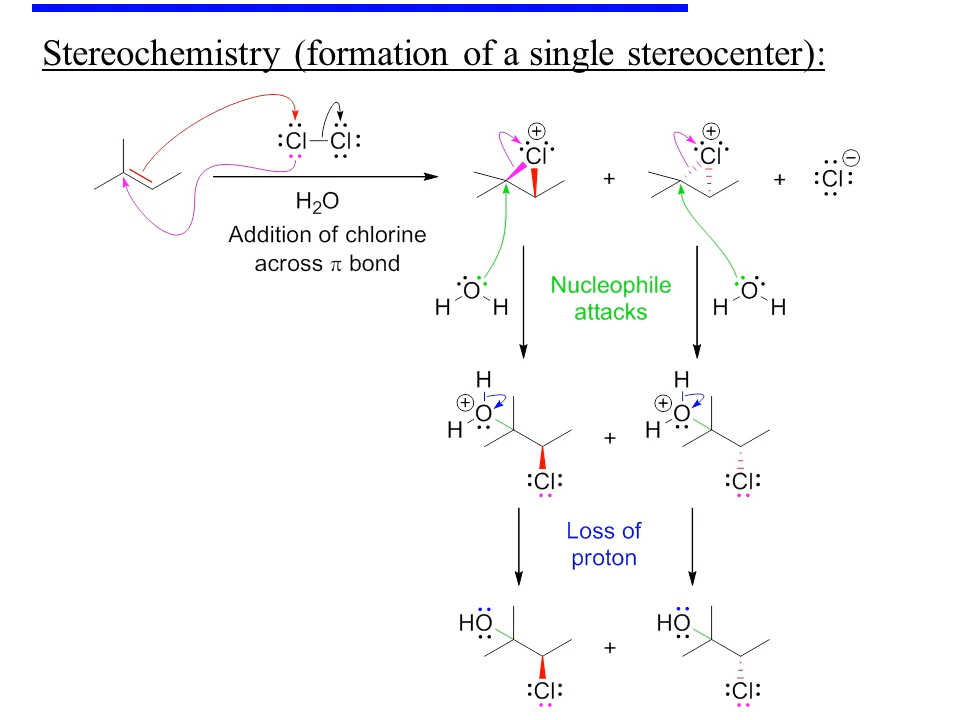 Stereochemistry (formation of a single stereocenter):
Cl Cl
H₂O
Addition of chlorine
across π bond
Cl ⊕
+
Cl ⊕
+
Cl ⊖
H O H
Nucleophile
attacks
H O H
H
⊕ O
H
Cl
+
H
⊕ O
H
Cl
Loss of
proton
HO
Cl
+
HO
Cl